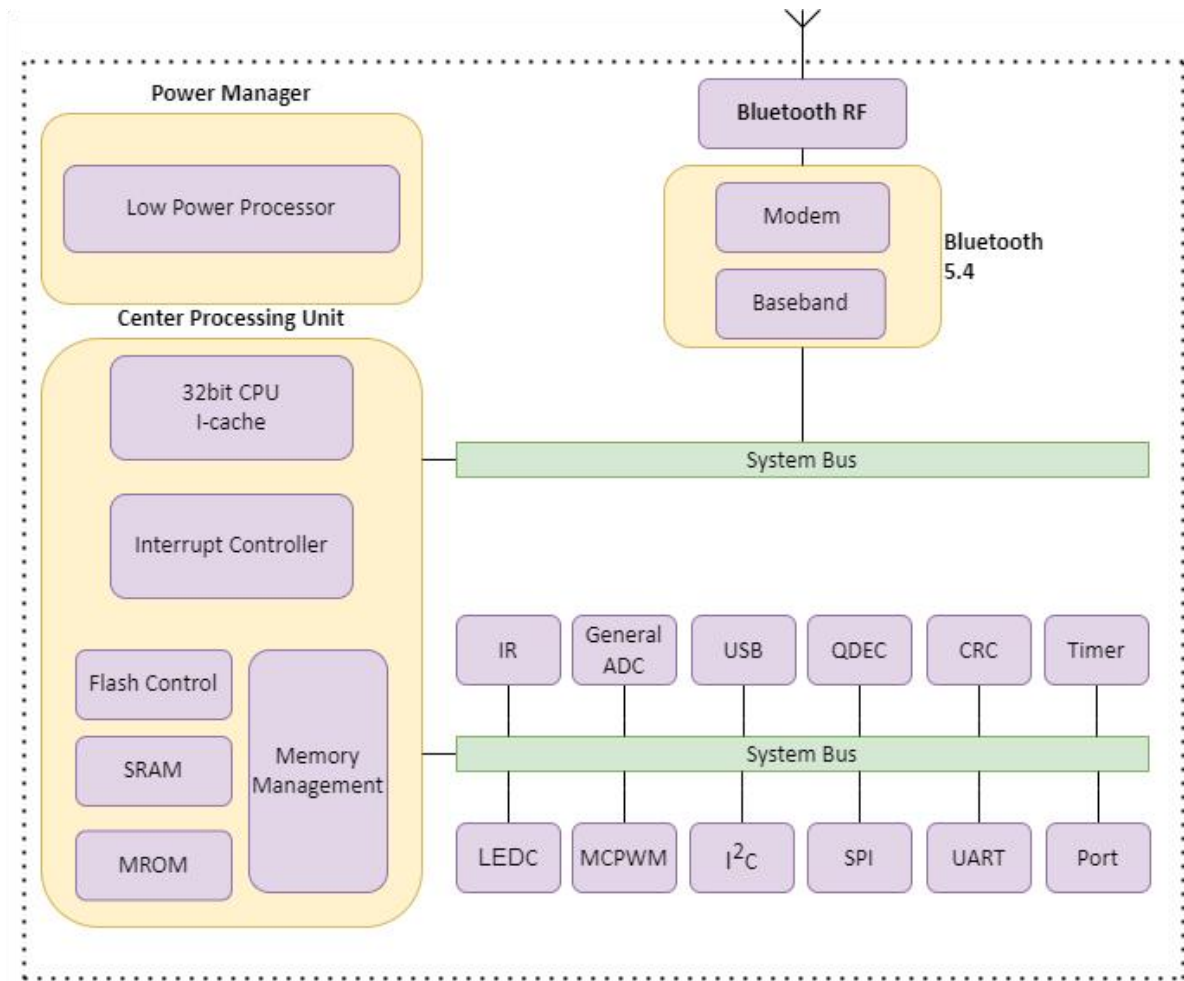 Power Manager
Low Power Processor
Bluetooth RF
Modem
Baseband
Bluetooth
5.4
Center Processing Unit
32bit CPU
I-cache
Interrupt Controller
Flash Control
SRAM
MROM
Memory
Management
System Bus
IR
General
ADC
USB
QDEC
CRC
Timer
System Bus
LEDC
MCPWM
I²C
SPI
UART
Port